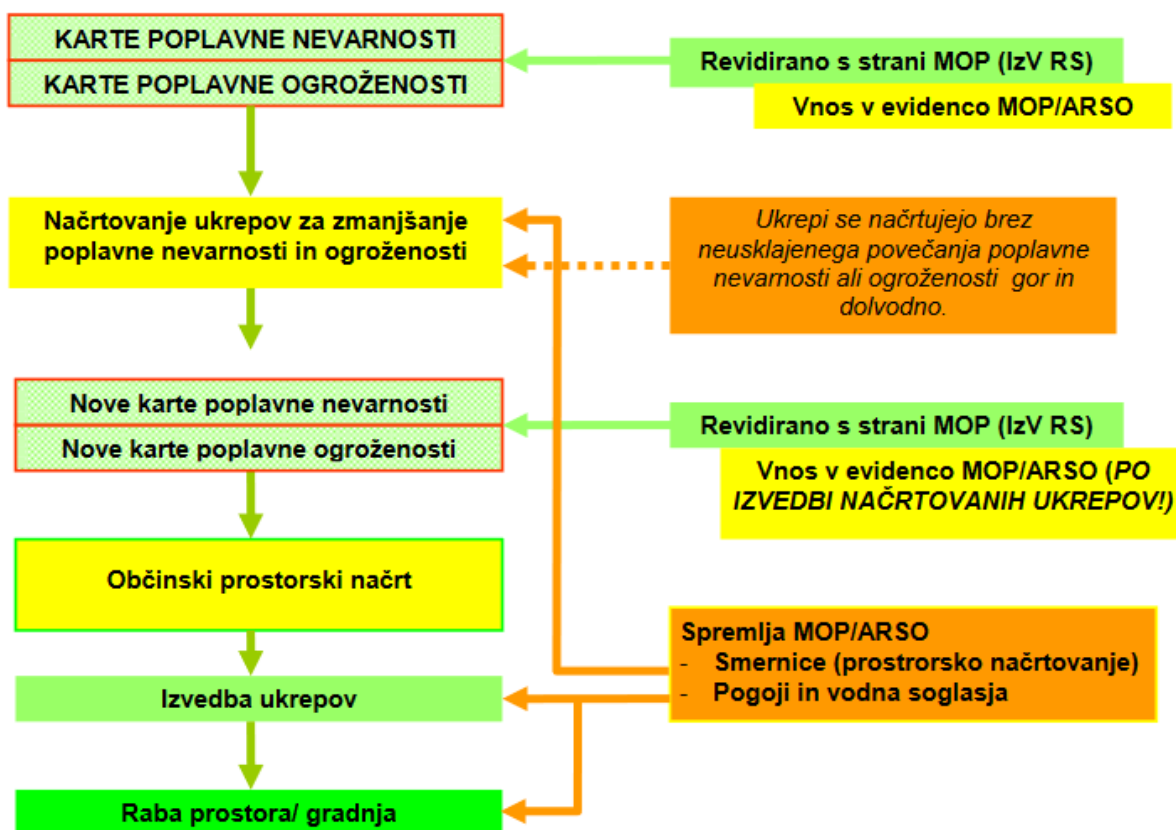 KARTE POPLAVNE NEVARNOSTI
KARTE POPLAVNE OGROŽENOSTI
Revidirano s strani MOP (IzV RS)
Vnos v evidenco MOP/ARSO
Načrtovanje ukrepov za zmanjšanje
poplavne nevarnosti in ogroženosti
Ukrepi se načrtujejo brez
neusklajenega povečanja poplavne
nevarnosti ali ogroženosti gor in
dolvodno.
Nove karte poplavne nevarnosti
Nove karte poplavne ogroženosti
Revidirano s strani MOP (IzV RS)
Vnos v evidenco MOP/ARSO (PO
IZVEDBI NAČRTOVANIH UKREPOV!)
Občinski prostorski načrt
Spremlja MOP/ARSO
- Smernice (prostrorsko načrtovanje)
- Pogoji in vodna soglasja
Izvedba ukrepov
Raba prostora/ gradnja